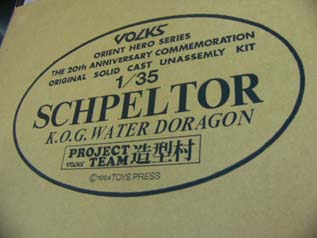 VOLKS
ORIENT HERO SERIES
THE 20th ANNIVERSARY COMMEMORATION
ORIGINAL SOLID CAST UNASSEMLY KIT
1/35
SCHPELTOR
K.O.G. WATER DORAGON
PROJECT
VOLKS TEAM 造型村
©1994 TOYS PRESS